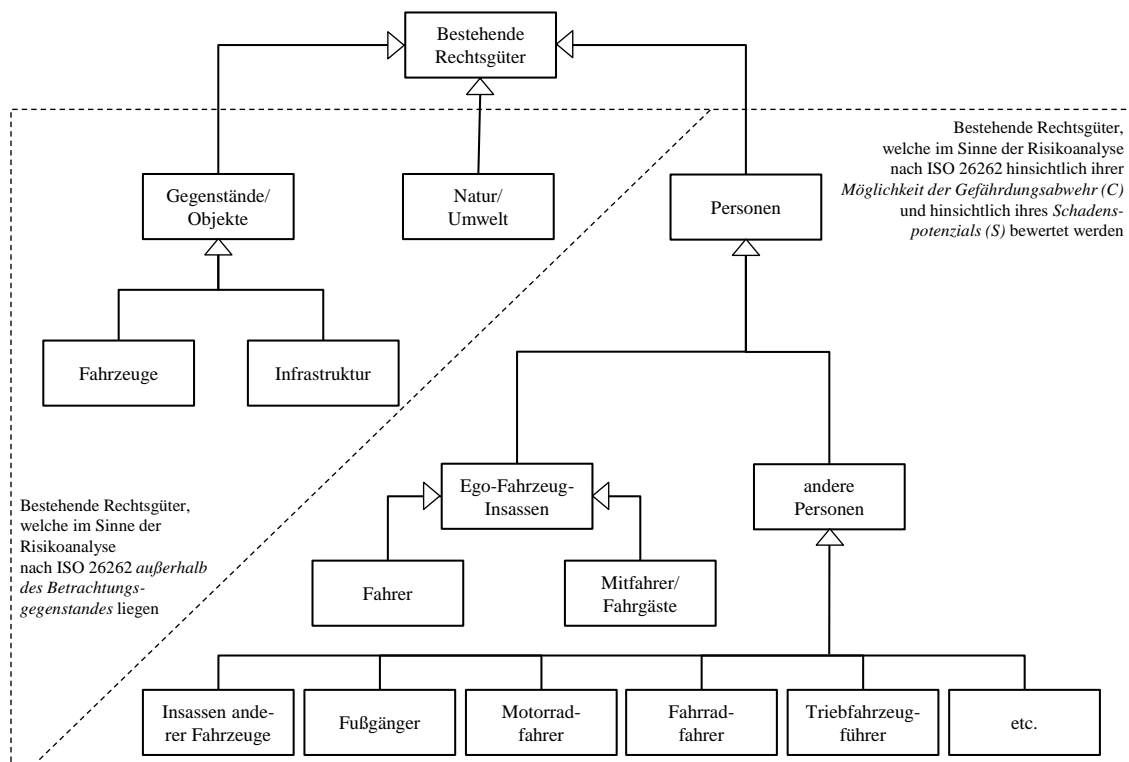 Bestehende
Rechtsgüter
Bestehende Rechtsgüter,
welche im Sinne der Risikoanalyse
nach ISO 26262 hinsichtlich ihrer
Möglichkeit der Gefährdungsabwehr (C)
und hinsichtlich ihres Schadens-
potenzials (S) bewertet werden
Gegenstände/
Objekte
Natur/
Umwelt
Personen
Fahrzeuge
Infrastruktur
Ego-Fahrzeug-
Insassen
andere
Personen
Bestehende Rechtsgüter,
welche im Sinne der
Risikoanalyse
nach ISO 26262 außerhalb
des Betrachtungs-
gegenstandes liegen
Fahrer
Mitfahrer/
Fahrgäste
Insassen ande-
rer Fahrzeuge
Fußgänger
Motorrad-
fahrer
Fahrrad-
fahrer
Triebfahrzeug-
führer
etc.